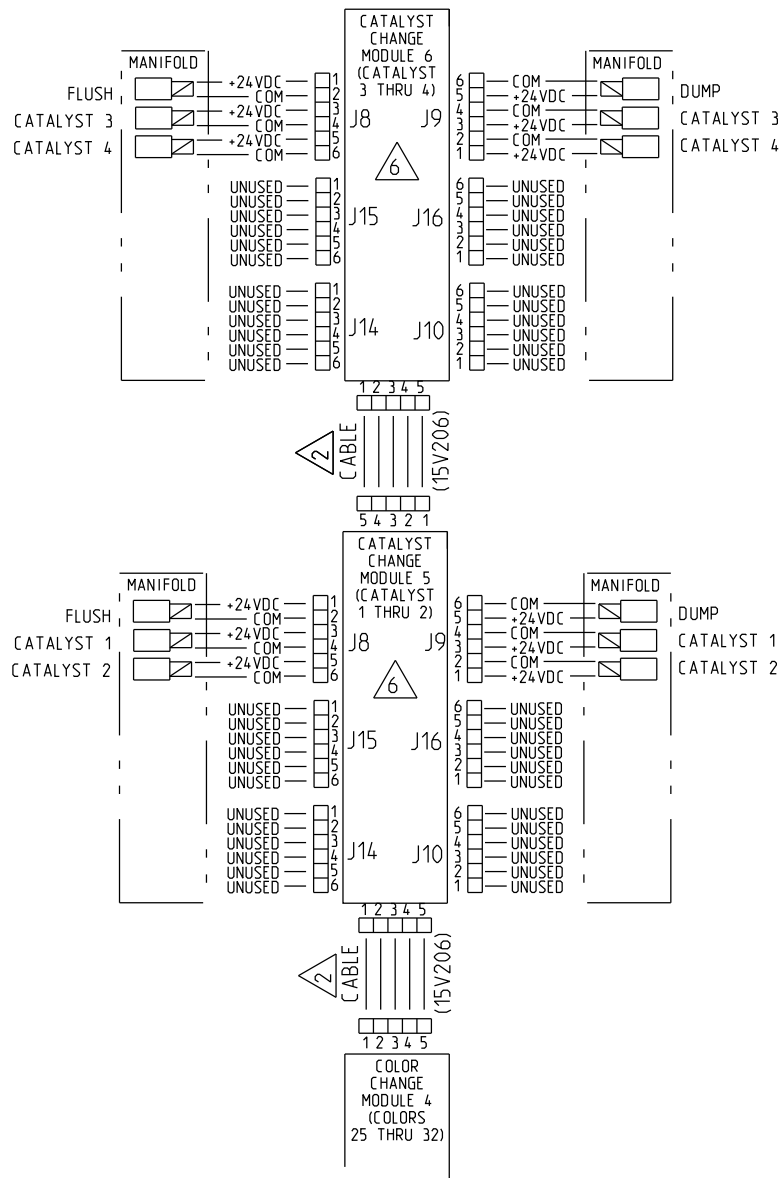 CATALYST
CHANGE
MODULE 6
(CATALYST
3 THRU 4)
MANIFOLD
FLUSH
CATALYST 3
CATALYST 4
+24VDC 1
COM 2
+24VDC 3
COM 4
+24VDC 5
COM 6
J8
J9
6
6 COM
5 +24VDC
4 COM
3 +24VDC
2 COM
1 +24VDC
MANIFOLD
DUMP
CATALYST 3
CATALYST 4
UNUSED 1
UNUSED 2
UNUSED 3
UNUSED 4
UNUSED 5
UNUSED 6
J15
J16
6 UNUSED
5 UNUSED
4 UNUSED
3 UNUSED
2 UNUSED
1 UNUSED
UNUSED 1
UNUSED 2
UNUSED 3
UNUSED 4
UNUSED 5
UNUSED 6
J14
J10
6 UNUSED
5 UNUSED
4 UNUSED
3 UNUSED
2 UNUSED
1 UNUSED
1 2 3 4 5
2
CABLE
(15V206)
5 4 3 2 1
CATALYST
CHANGE
MODULE 5
(CATALYST
1 THRU 2)
MANIFOLD
FLUSH
CATALYST 1
CATALYST 2
+24VDC 1
COM 2
+24VDC 3
COM 4
+24VDC 5
COM 6
J8
J9
6
6 COM
5 +24VDC
4 COM
3 +24VDC
2 COM
1 +24VDC
MANIFOLD
DUMP
CATALYST 1
CATALYST 2
UNUSED 1
UNUSED 2
UNUSED 3
UNUSED 4
UNUSED 5
UNUSED 6
J15
J16
6 UNUSED
5 UNUSED
4 UNUSED
3 UNUSED
2 UNUSED
1 UNUSED
UNUSED 1
UNUSED 2
UNUSED 3
UNUSED 4
UNUSED 5
UNUSED 6
J14
J10
6 UNUSED
5 UNUSED
4 UNUSED
3 UNUSED
2 UNUSED
1 UNUSED
1 2 3 4 5
2
CABLE
(15V206)
1 2 3 4 5
COLOR
CHANGE
MODULE 4
(COLORS
25 THRU 32)